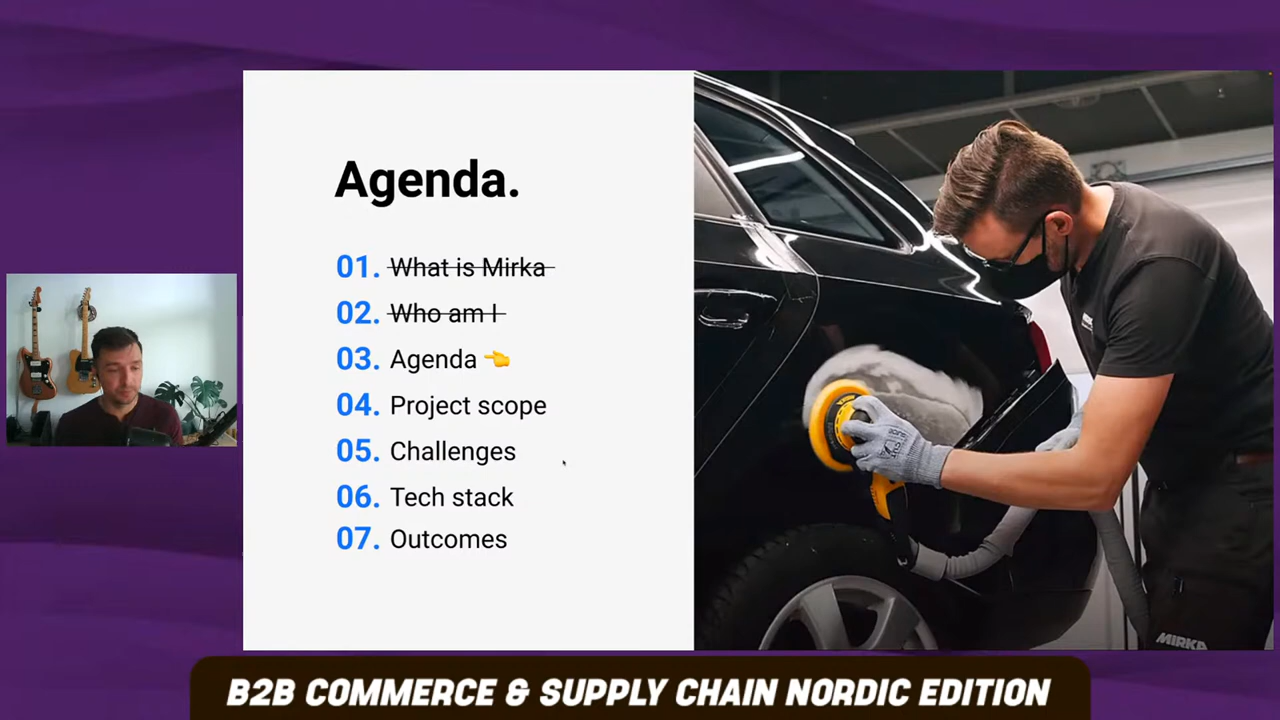 Agenda.
01. What is Mirka
02. Who am I
03. Agenda 👈
04. Project scope
05. Challenges
06. Tech stack
07. Outcomes
MIRKA
B2B COMMERCE & SUPPLY CHAIN NORDIC EDITION